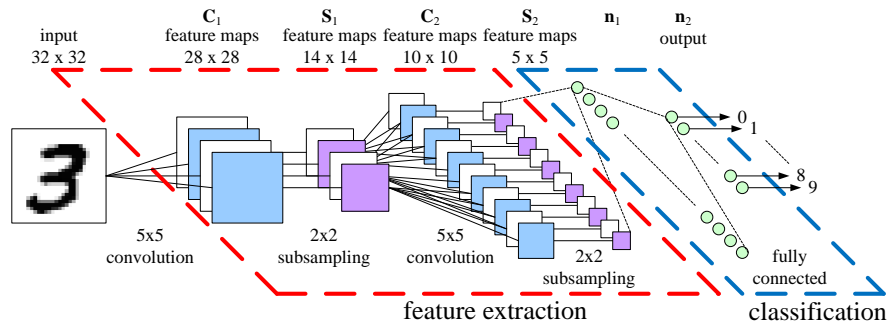 C1 S1 C2 S2 n1 n2
input feature maps feature maps feature maps feature maps output
32 x 32 28 x 28 14 x 14 10 x 10 5 x 5
0
1
8
9
5x5 2x2 5x5 2x2 fully
convolution subsampling convolution subsampling connected
feature extraction classification